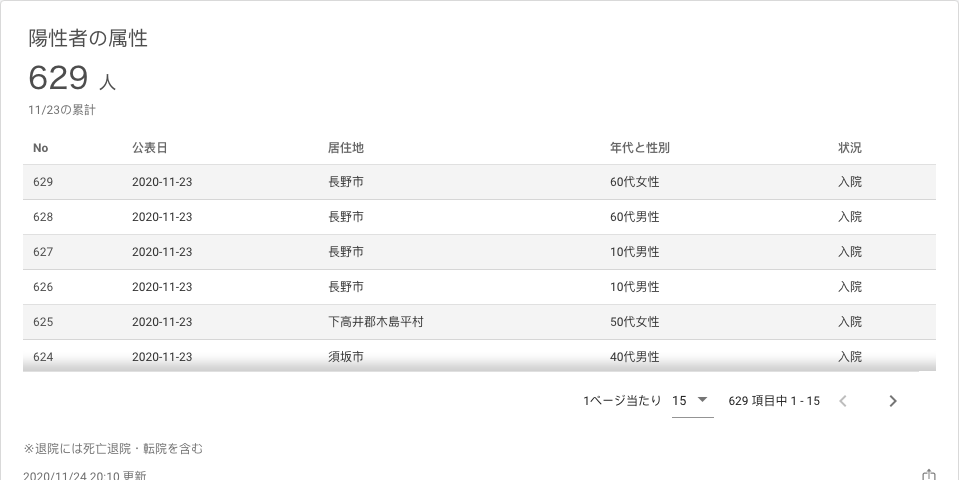 陽性者の属性
629 人
11/23の累計
No 公表日 居住地 年代と性別 状況
629 2020-11-23 長野市 60代女性 入院
628 2020-11-23 長野市 60代男性 入院
627 2020-11-23 長野市 10代男性 入院
626 2020-11-23 長野市 10代男性 入院
625 2020-11-23 下高井郡木島平村 50代女性 入院
624 2020-11-23 須坂市 40代男性 入院
1ページ当たり 15 629 項目中 1 - 15
※退院には死亡退院・転院を含む
2020/11/24 20:10 更新